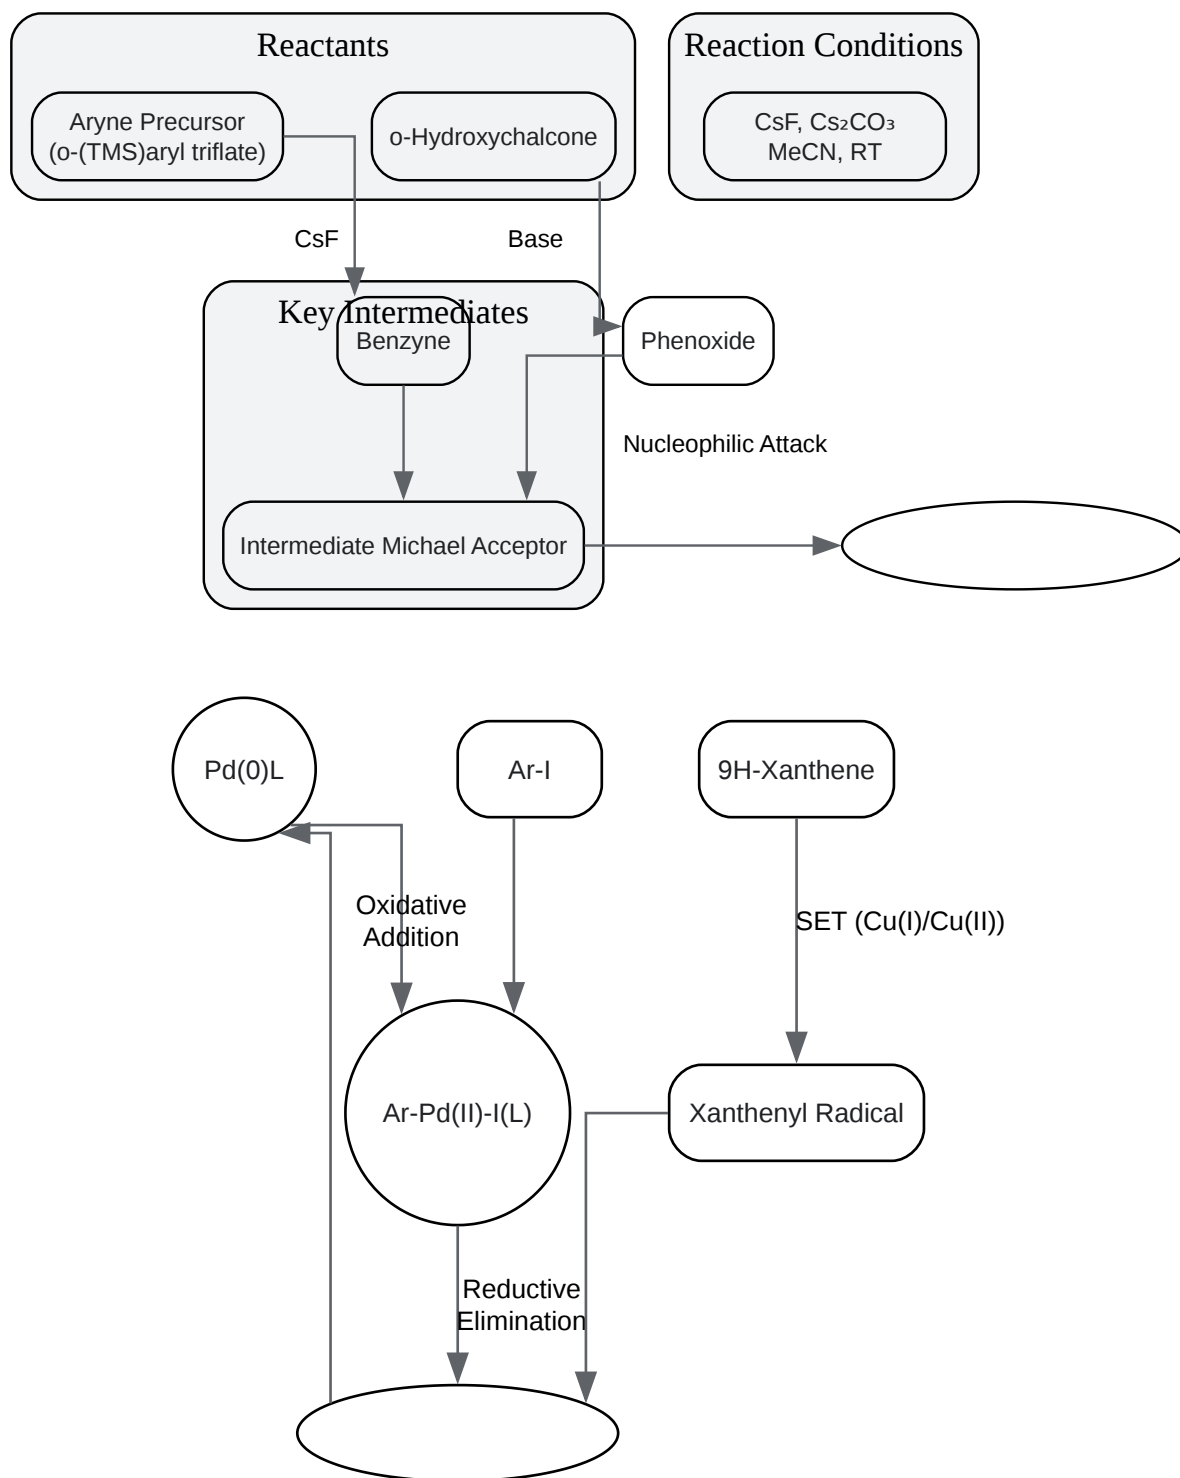 Reactants
Reaction Conditions
Aryne Precursor
(o-(TMS)aryl triflate)
o-Hydroxychalcone
CsF, Cs₂CO₃
MeCN, RT
CsF
Base
Key Intermediates
Benzyne
Phenoxide
Nucleophilic Attack
Intermediate Michael Acceptor
Pd(0)L
Ar-I
9H-Xanthene
Oxidative
Addition
SET (Cu(I)/Cu(II))
Ar-Pd(II)-I(L)
Xanthenyl Radical
Reductive
Elimination